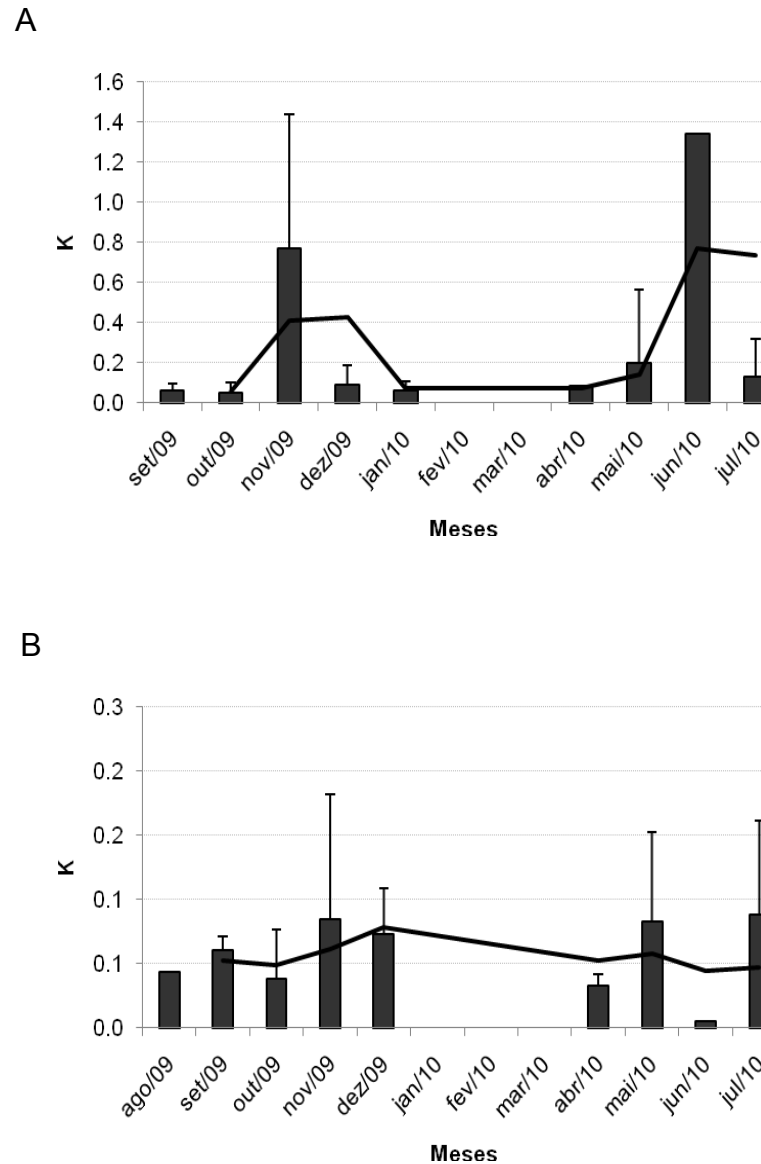 A
1.6
1.4
1.2
1.0
0.8
0.6
0.4
0.2
0.0
K
set/09 out/09 nov/09 dez/09 jan/10 fev/10 mar/10 abr/10 mai/10 jun/10 jul/10
Meses
B
0.3
0.2
0.2
0.1
0.1
0.0
K
ago/09 set/09 out/09 nov/09 dez/09 jan/10 fev/10 mar/10 abr/10 mai/10 jun/10 jul/10
Meses